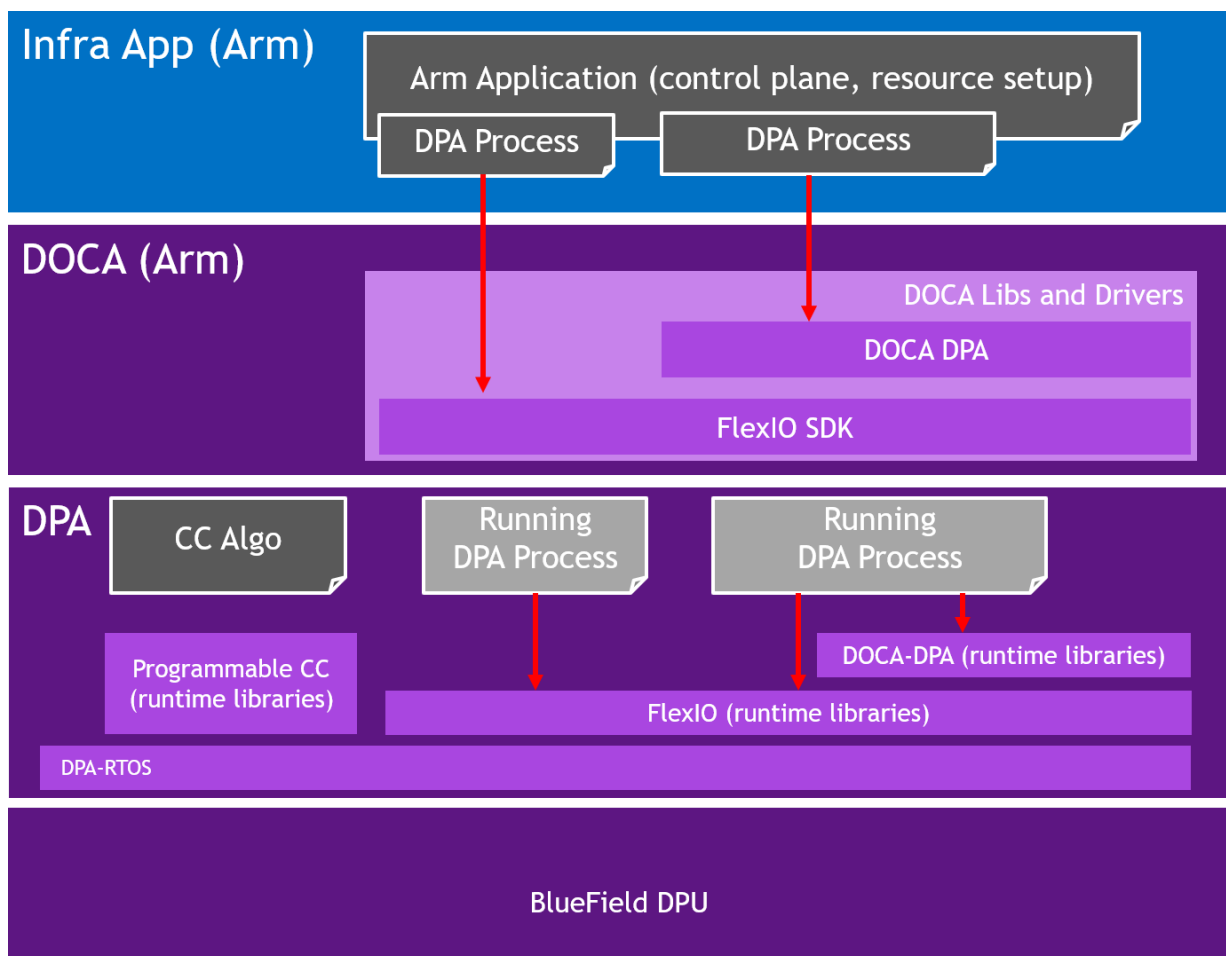 Infra App (Arm)
Arm Application (control plane, resource setup)
DPA Process
DPA Process
DOCA (Arm)
DOCA Libs and Drivers
DOCA DPA
FlexIO SDK
DPA
CC Algo
Running
DPA Process
Running
DPA Process
Programmable CC
(runtime libraries)
DOCA-DPA (runtime libraries)
FlexIO (runtime libraries)
DPA-RTOS
BlueField DPU